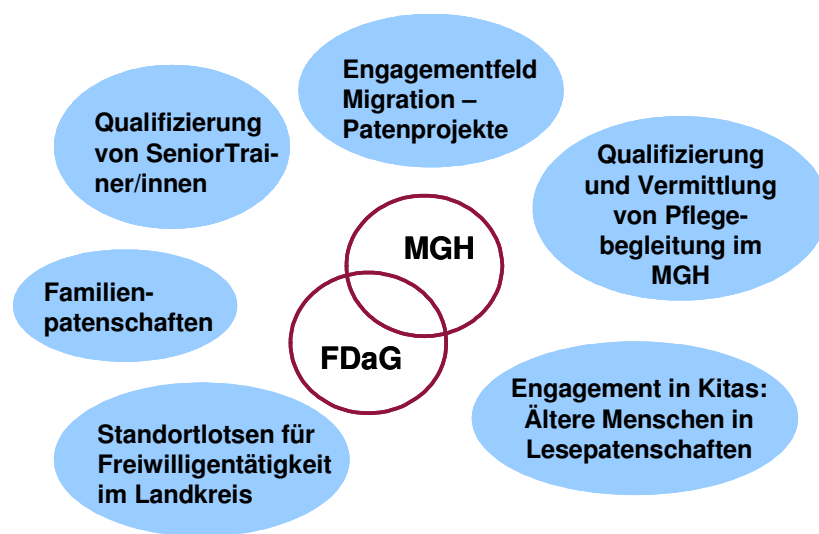 Engagementfeld
Migration –
Patenprojekte
Qualifizierung
von SeniorTrai-
ner/innen
Qualifizierung
und Vermittlung
von Pflege-
begleitung im
MGH
MGH
Familien-
patenschaften
FDaG
Engagement in Kitas:
Ältere Menschen in
Lesepatenschaften
Standortlotsen für
Freiwilligentätigkeit
im Landkreis